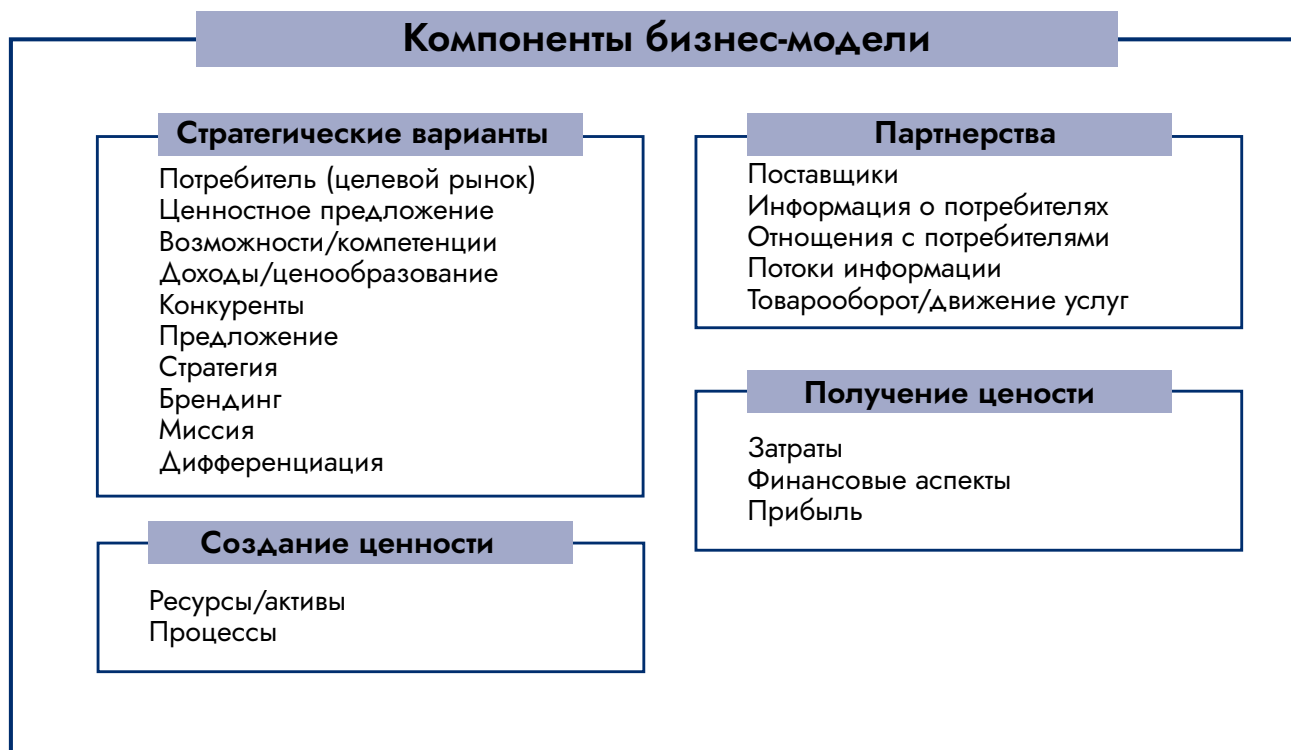 Компоненты бизнес-модели
Стратегические варианты
Потребитель (целевой рынок)
Ценностное предложение
Возможности/компетенции
Доходы/ценообразование
Конкуренты
Предложение
Стратегия
Брендинг
Миссия
Дифференциация
Создание ценности
Ресурсы/активы
Процессы
Партнерства
Поставщики
Информация о потребителях
Отнощения с потребителями
Потоки информации
Товарооборот/движение услуг
Получение цености
Затраты
Финансовые аспекты
Прибыль